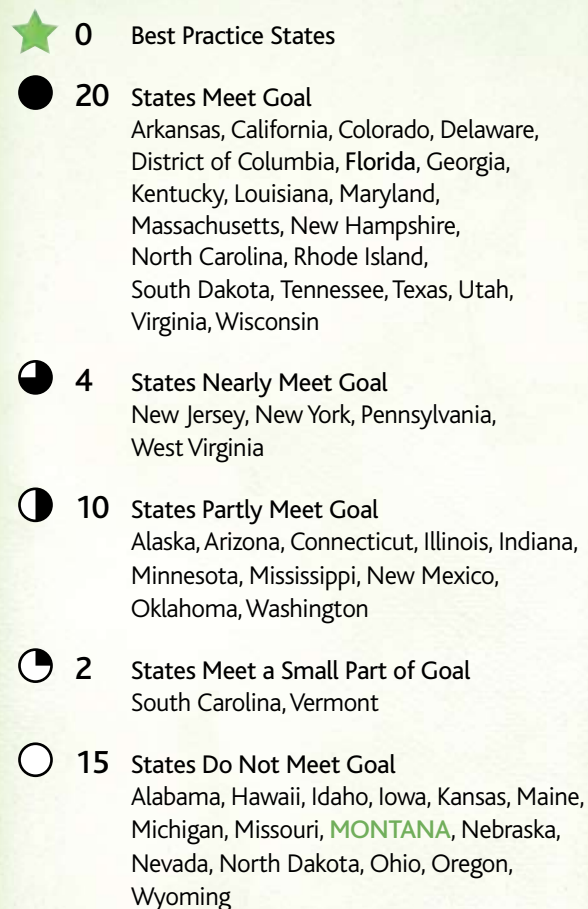 0 Best Practice States
20 States Meet Goal
Arkansas, California, Colorado, Delaware,
District of Columbia, Florida, Georgia,
Kentucky, Louisiana, Maryland,
Massachusetts, New Hampshire,
North Carolina, Rhode Island,
South Dakota, Tennessee, Texas, Utah,
Virginia, Wisconsin
4 States Nearly Meet Goal
New Jersey, New York, Pennsylvania,
West Virginia
10 States Partly Meet Goal
Alaska, Arizona, Connecticut, Illinois, Indiana,
Minnesota, Mississippi, New Mexico,
Oklahoma, Washington
2 States Meet a Small Part of Goal
South Carolina, Vermont
15 States Do Not Meet Goal
Alabama, Hawaii, Idaho, Iowa, Kansas, Maine,
Michigan, Missouri, MONTANA, Nebraska,
Nevada, North Dakota, Ohio, Oregon,
Wyoming